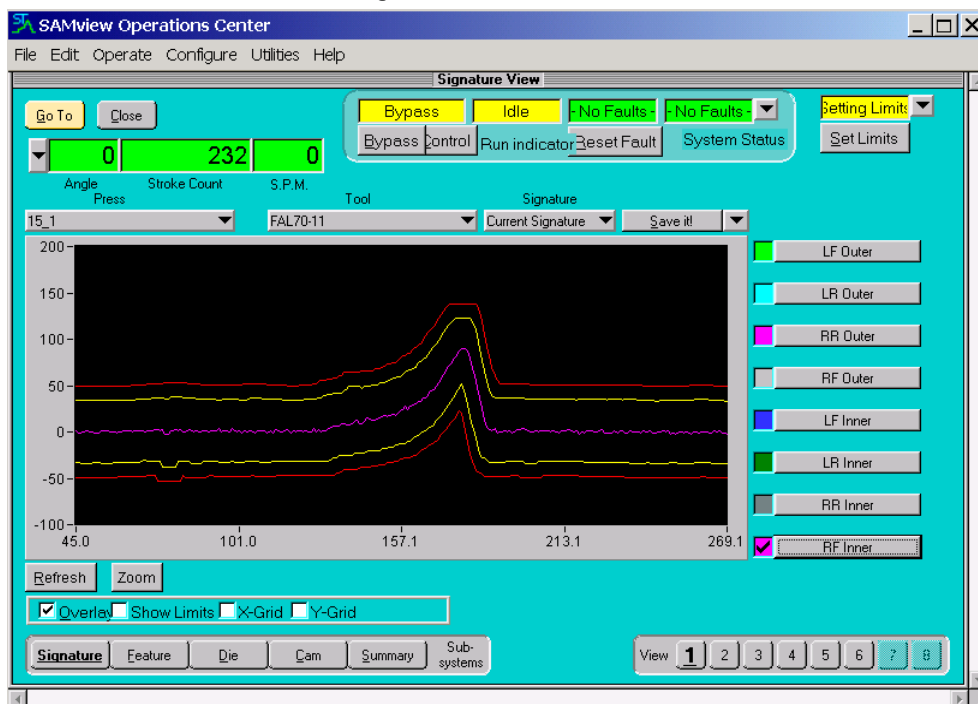 SAMview Operations Center
File Edit Operate Configure Utilities Help
Signature View
Go To Close
Bypass Idle - No Faults - - No Faults -
Setting Limits
Bypass Control Run indicator Reset Fault System Status
Set Limits
0 232 0
Angle Stroke Count S.P.M.
Press Tool Signature
15_1 FAL70-11 Current Signature Save it!
200
150
100
50
0
-50
-100
45.0 101.0 157.1 213.1 269.1
LF Outer
LR Outer
RR Outer
RF Outer
LF Inner
LR Inner
RR Inner
RF Inner
Refresh Zoom
Overlay Show Limits X-Grid Y-Grid
Signature Feature Die Cam Summary Sub-systems
View 1 2 3 4 5 6 7 8